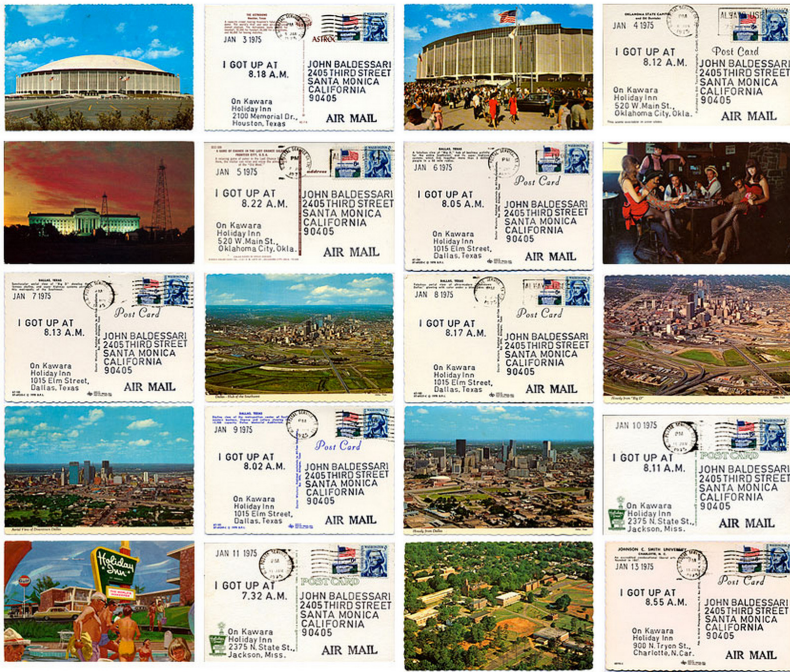 JAN 3 1975
ASTROD
I GOT UP AT
8.18 A.M.
On Kawara
Holiday Inn
2100 Memorial Dr.,
Houston, Texas
JOHN BALDESSARI
2405 THIRD STREET
SANTA MONICA
CALIFORNIA
90405
AIR MAIL
OKLAHOMA STATE CAPITOL
JAN 4 1975
Post Card
I GOT UP AT
8.12 A.M.
On Kawara
Holiday Inn
520 W. Main St.,
Oklahoma City, Okla.
JOHN BALDESSARI
2405 THIRD STREET
SANTA MONICA
CALIFORNIA
90405
AIR MAIL
JAN 5 1975
address
I GOT UP AT
8.22 A.M.
On Kawara
Holiday Inn
520 W. Main St.,
Oklahoma City, Okla.
JOHN BALDESSARI
2405 THIRD STREET
SANTA MONICA
CALIFORNIA
90405
AIR MAIL
DALLAS, TEXAS
JAN 6 1975
Post Card
I GOT UP AT
8.05 A.M.
On Kawara
Holiday Inn
1015 Elm Street,
Dallas, Texas
JOHN BALDESSARI
2405 THIRD STREET
SANTA MONICA
CALIFORNIA
90405
AIR MAIL
DALLAS, TEXAS
JAN 7 1975
Post Card
I GOT UP AT
8.13 A.M.
On Kawara
Holiday Inn
1015 Elm Street,
Dallas, Texas
JOHN BALDESSARI
2405 THIRD STREET
SANTA MONICA
CALIFORNIA
90405
AIR MAIL
DALLAS, TEXAS
JAN 8 1975
Post Card
I GOT UP AT
8.17 A.M.
On Kawara
Holiday Inn
1015 Elm Street,
Dallas, Texas
JOHN BALDESSARI
2405 THIRD STREET
SANTA MONICA
CALIFORNIA
90405
AIR MAIL
DALLAS, TEXAS
JAN 9 1975
Post Card
I GOT UP AT
8.02 A.M.
On Kawara
Holiday Inn
1015 Elm Street,
Dallas, Texas
JOHN BALDESSARI
2405 THIRD STREET
SANTA MONICA
CALIFORNIA
90405
AIR MAIL
JAN 10 1975
POST CARD
I GOT UP AT
8.11 A.M.
On Kawara
Holiday Inn
2375 N. State St.,
Jackson, Miss.
JOHN BALDESSARI
2405 THIRD STREET
SANTA MONICA
CALIFORNIA
90405
AIR MAIL
Holiday Inn
JAN 11 1975
POST CARD
I GOT UP AT
7.32 A.M.
On Kawara
Holiday Inn
2375 N. State St.,
Jackson, Miss.
JOHN BALDESSARI
2405 THIRD STREET
SANTA MONICA
CALIFORNIA
90405
AIR MAIL
JOHNSON C. SMITH UNIVERSITY
CHARLOTTE, N. C.
JAN 13 1975
Post Card
I GOT UP AT
8.55 A.M.
On Kawara
Holiday Inn
900 N. Tryon St.,
Charlotte, N.Car.
JOHN BALDESSARI
2405 THIRD STREET
SANTA MONICA
CALIFORNIA
90405
AIR MAIL